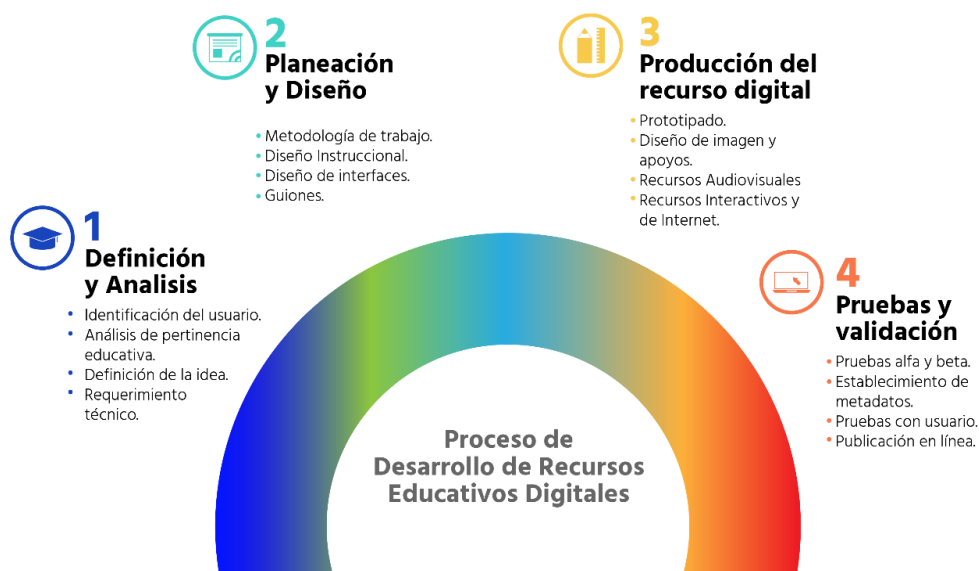 1
Definición
y Analisis
• Identificación del usuario.
• Análisis de pertinencia
educativa.
• Definición de la idea.
• Requerimiento
técnico.
2
Planeación
y Diseño
• Metodología de trabajo.
• Diseño Instruccional.
• Diseño de interfaces.
• Guiones.
3
Producción del
recurso digital
• Prototipado.
• Diseño de imagen y
apoyos.
• Recursos Audiovisuales
• Recursos Interactivos y
de Internet.
4
Pruebas y
validación
• Pruebas alfa y beta.
• Establecimiento de
metadatos.
• Pruebas con usuario.
• Publicación en línea.
Proceso de
Desarrollo de Recursos
Educativos Digitales